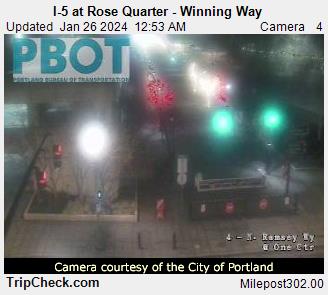 I-5 at Rose Quarter - Winning Way
Updated Jan 26 2024 12:53 AM Camera 4
PBOT
PORTLAND BUREAU OF TRANSPORTATION
4 - N. Ramsey Wy
@ One Ctr
Camera courtesy of the City of Portland
TripCheck.com Milepost302.00